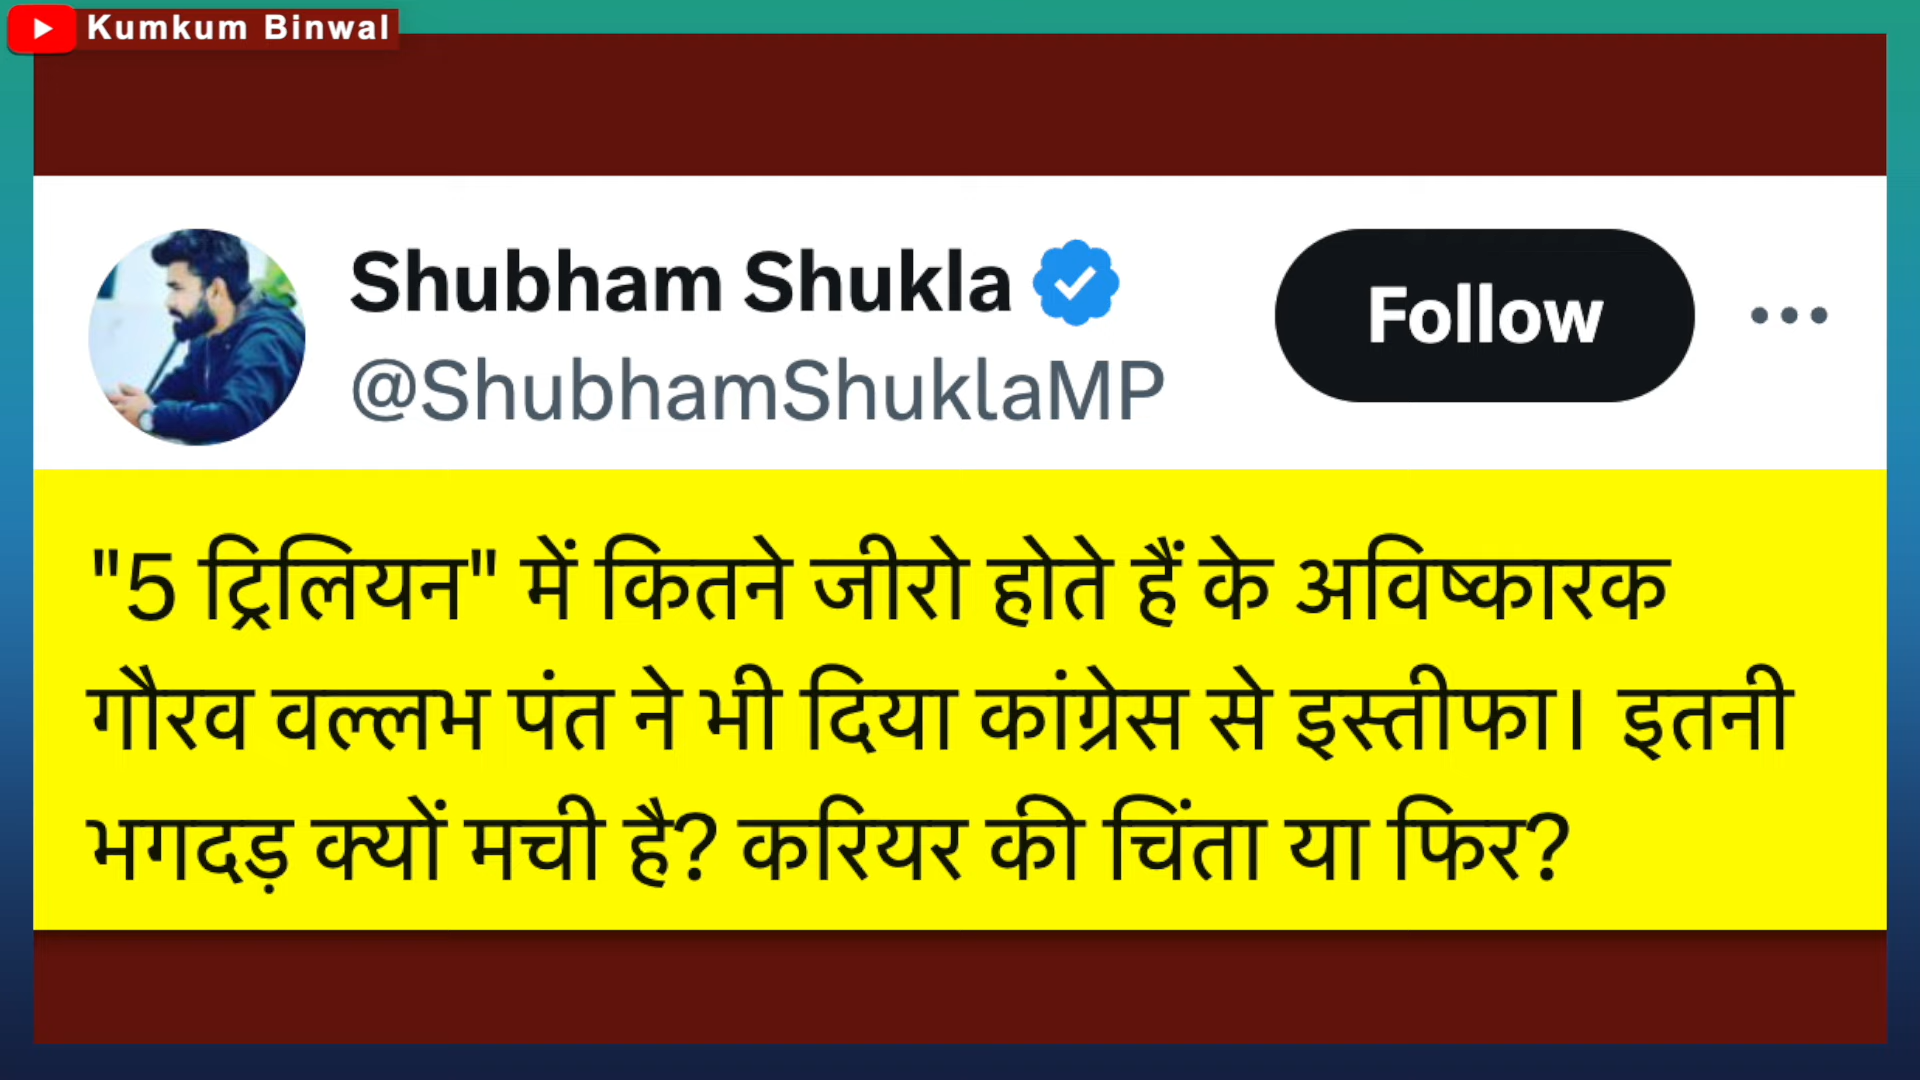 Kumkum Binwal
Shubham Shukla
@ShubhamShuklaMP
Follow
"5 ट्रिलियन" में कितने जीरो होते हैं के अविष्कारक
गौरव वल्लभ पंत ने भी दिया कांग्रेस से इस्तीफा। इतनी
भगदड़ क्यों मची है? करियर की चिंता या फिर?